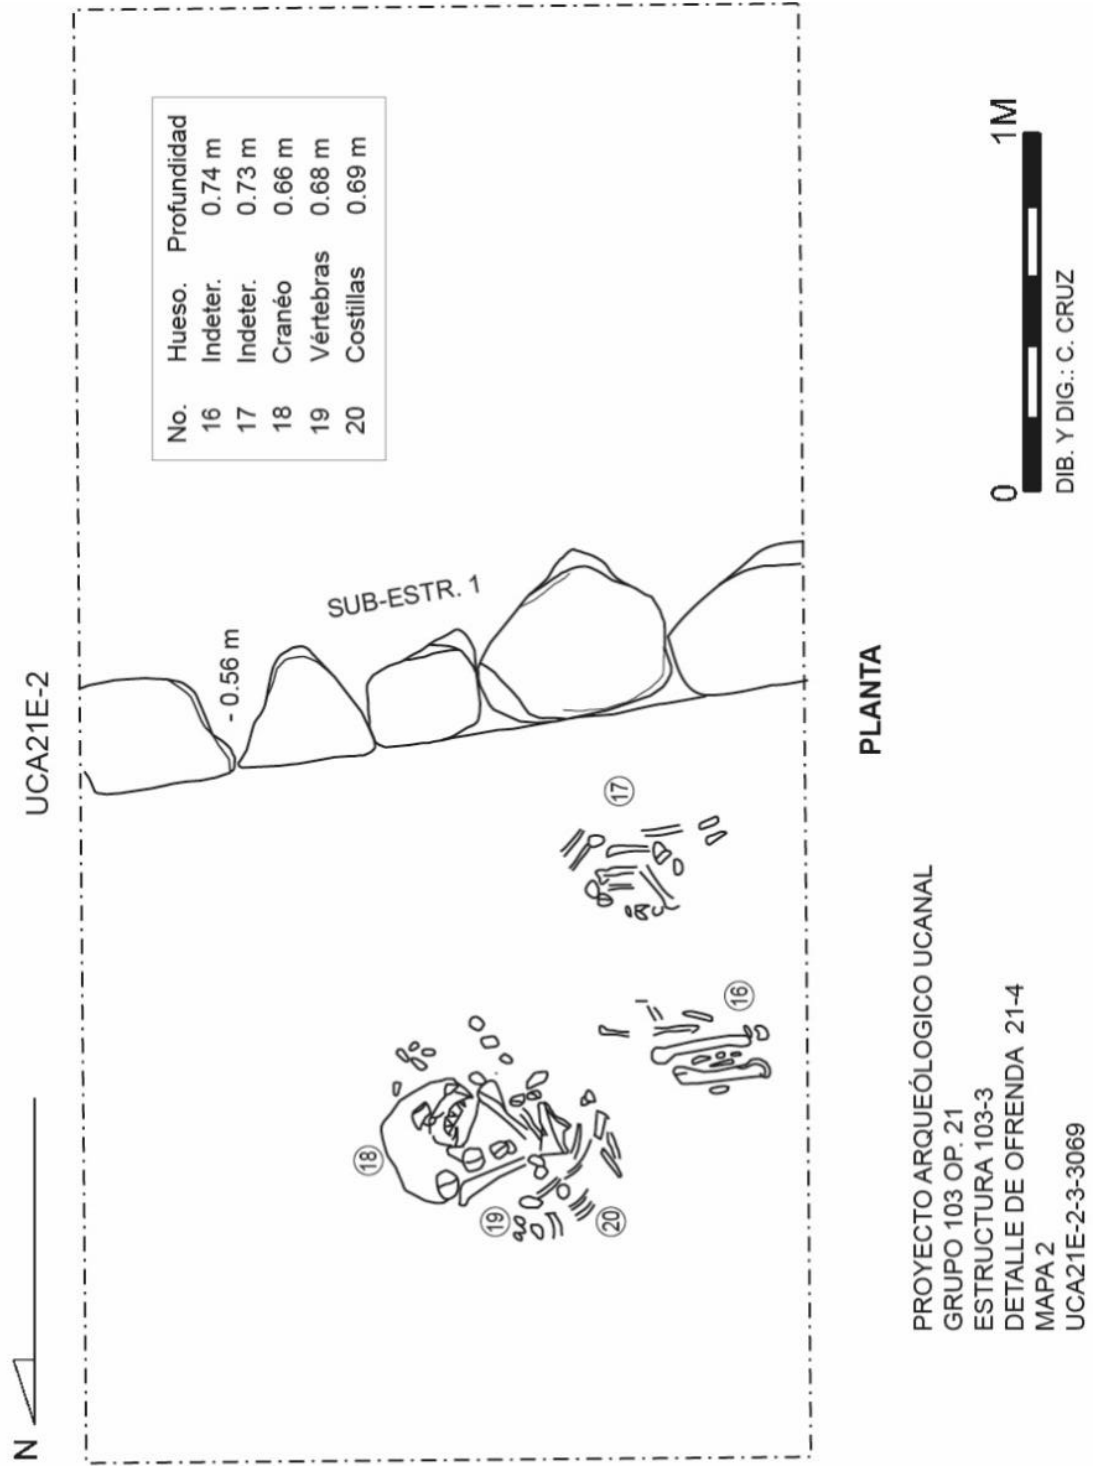 UCA21E-2
N
No. Hueso. Profundidad
16 Indeter. 0.74 m
17 Indeter. 0.73 m
18 Cranéo 0.66 m
19 Vértebras 0.68 m
20 Costillas 0.69 m
- 0.56 m
SUB-ESTR. 1
18
19
20
17
16
PLANTA
PROYECTO ARQUEÓLOGICO UCANAL
GRUPO 103 OP. 21
ESTRUCTURA 103-3
DETALLE DE OFRENDA 21-4
MAPA 2
UCA21E-2-3-3069
0 1M
DIB. Y DIG.: C. CRUZ